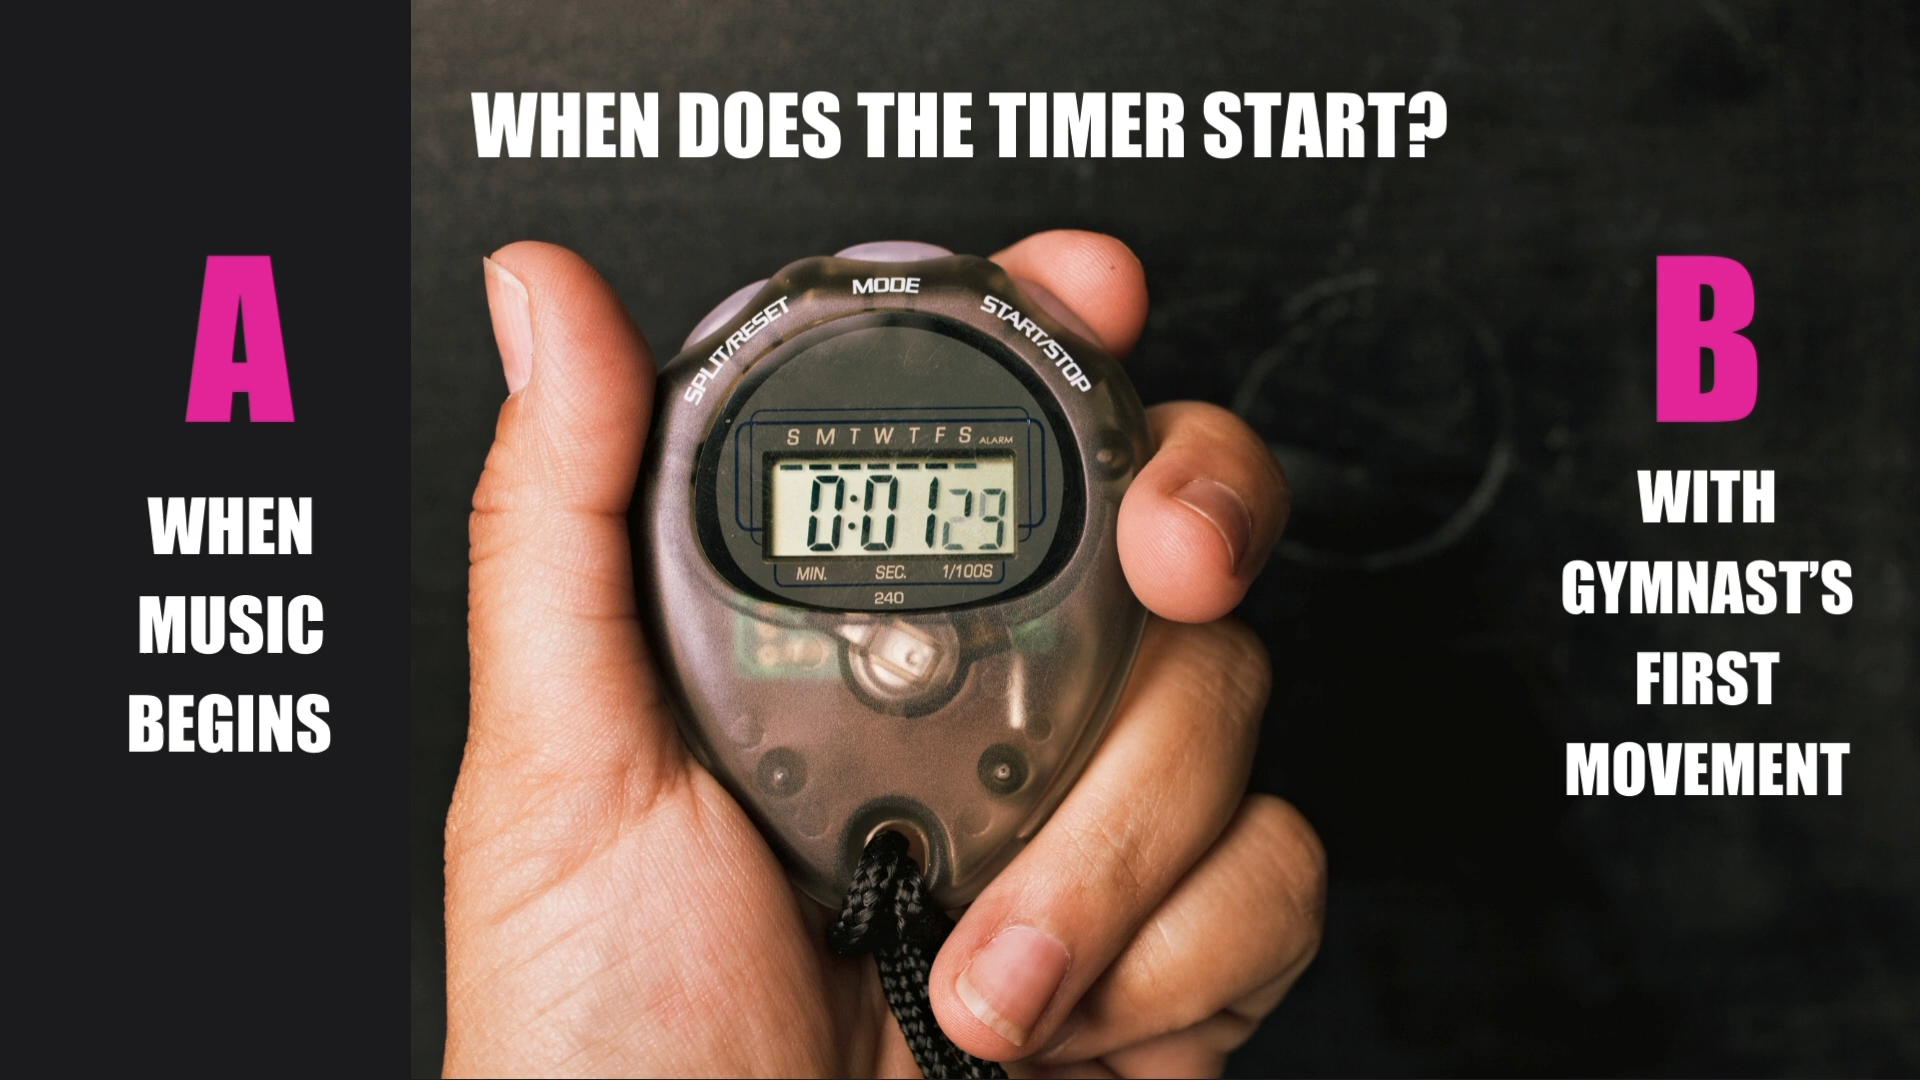 WHEN DOES THE TIMER START?
A
WHEN
MUSIC
BEGINS
B
WITH
GYMNAST'S
FIRST
MOVEMENT
SPLIT/RESET
MODE
START/STOP
S M T W T F S ALARM
0:01 29
MIN. SEC. 1/100S
240